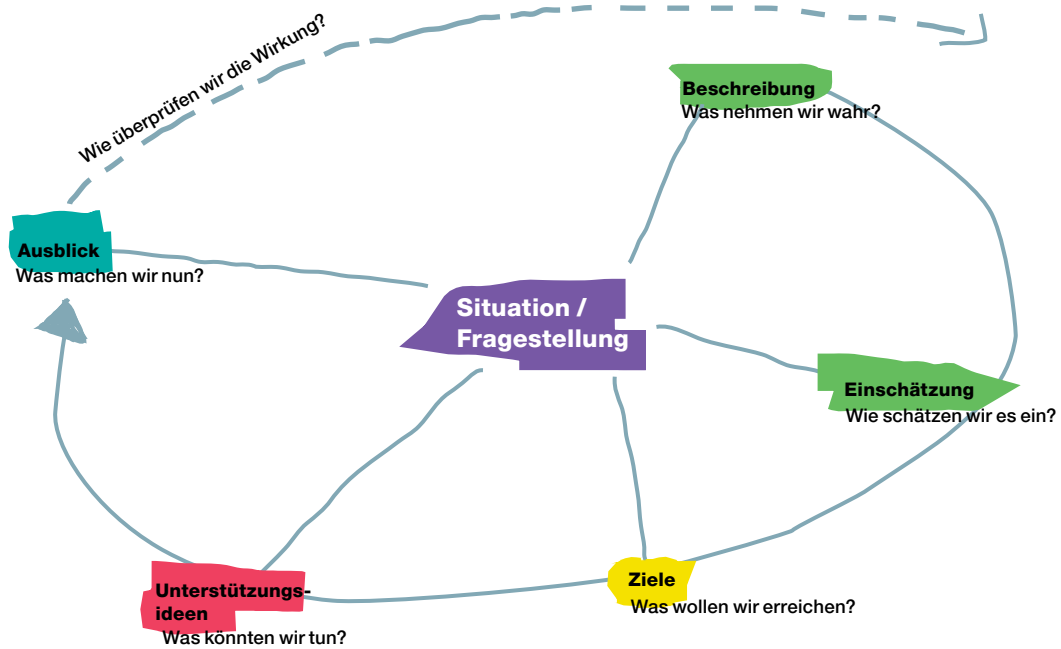 Wie überprüfen wir die Wirkung?
Beschreibung
Was nehmen wir wahr?
Ausblick
Was machen wir nun?
Situation /
Fragestellung
Einschätzung
Wie schätzen wir es ein?
Ziele
Was wollen wir erreichen?
Unterstützungs-
ideen
Was könnten wir tun?